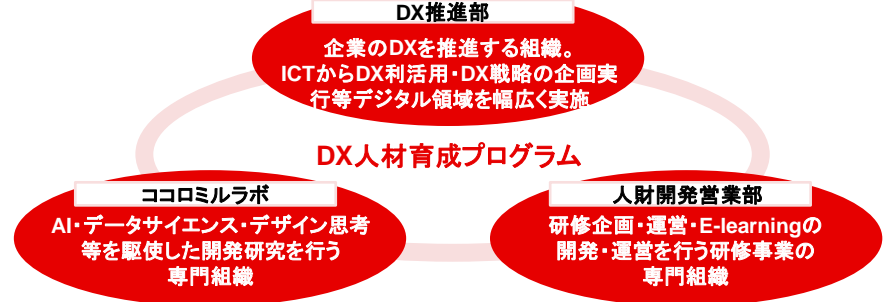 DX推進部
企業のDXを推進する組織。
ICTからDX利活用・DX戦略の企画実
行等デジタル領域を幅広く実施
DX人材育成プログラム
ココロミルラボ
AI・データサイエンス・デザイン思考
等を駆使した開発研究を行う
専門組織
人財開発営業部
研修企画・運営・E-learningの
開発・運営を行う研修事業の
専門組織